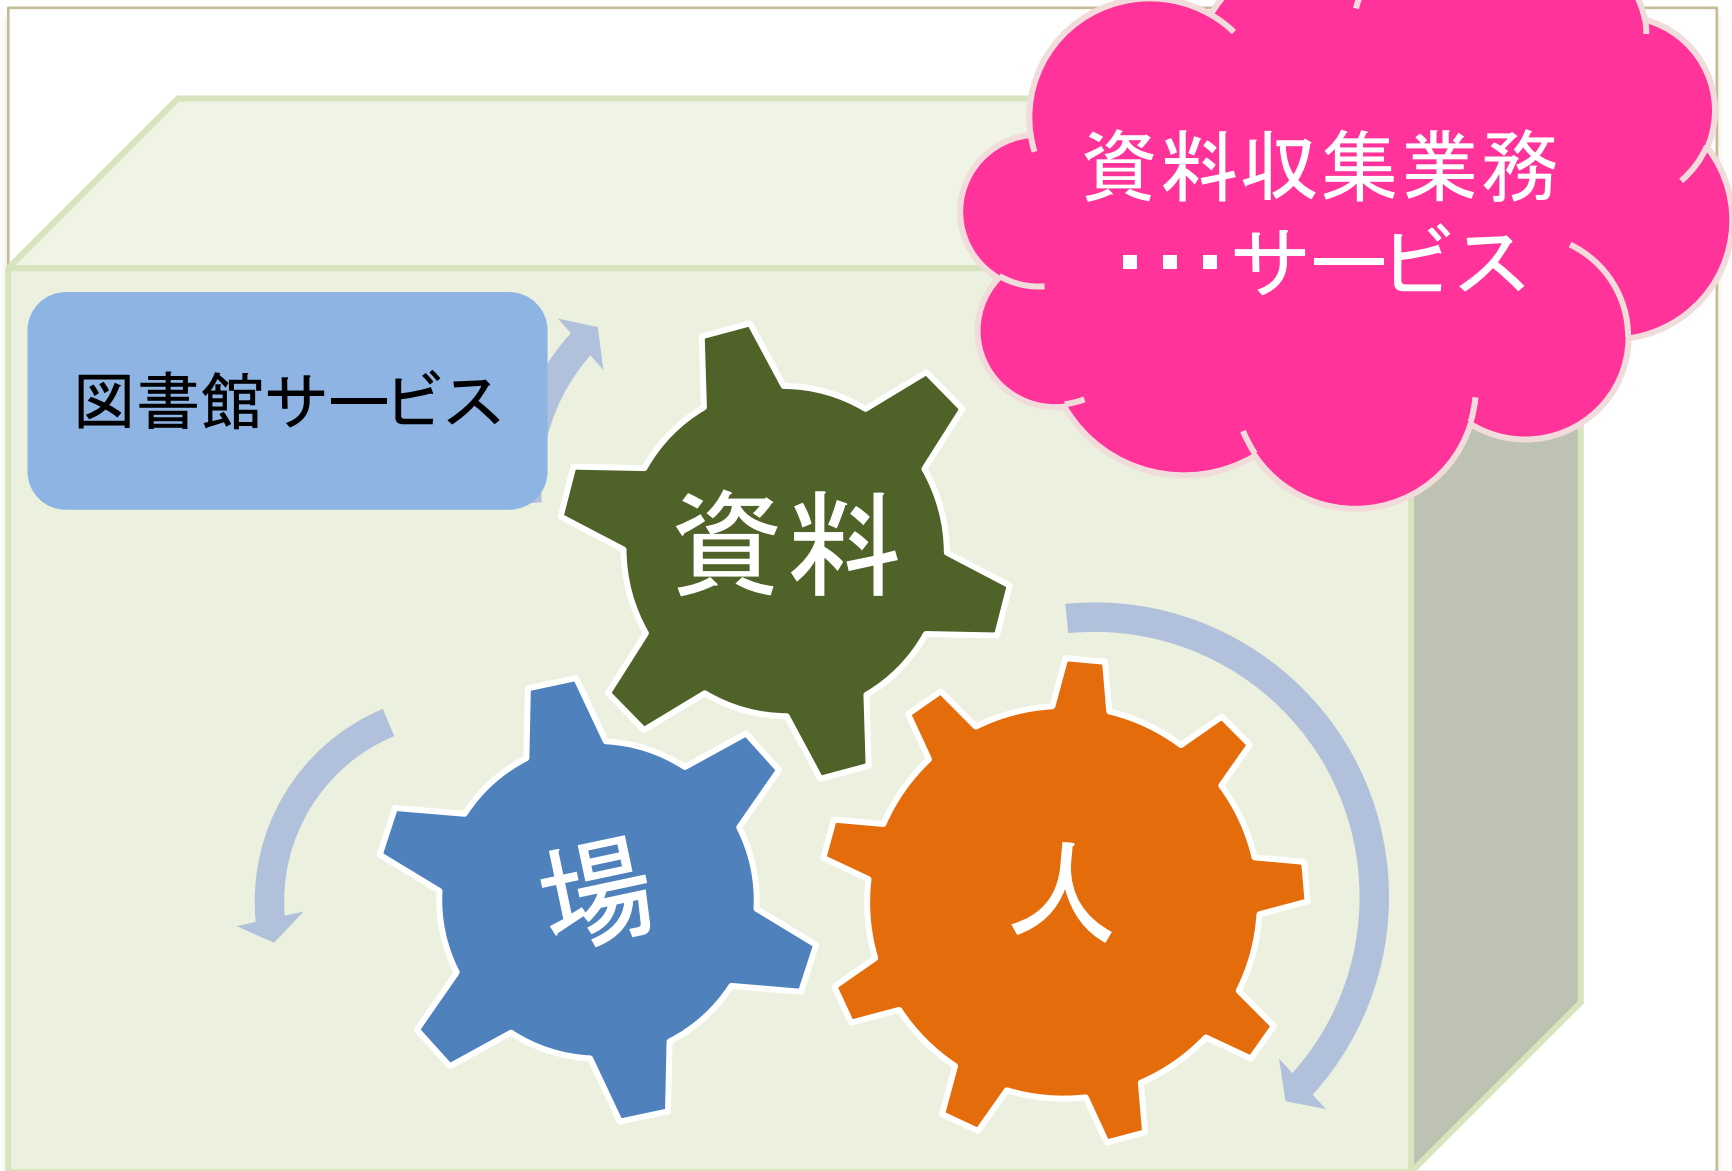 資料収集業務
・・・サービス
図書館サービス
資料
場
人